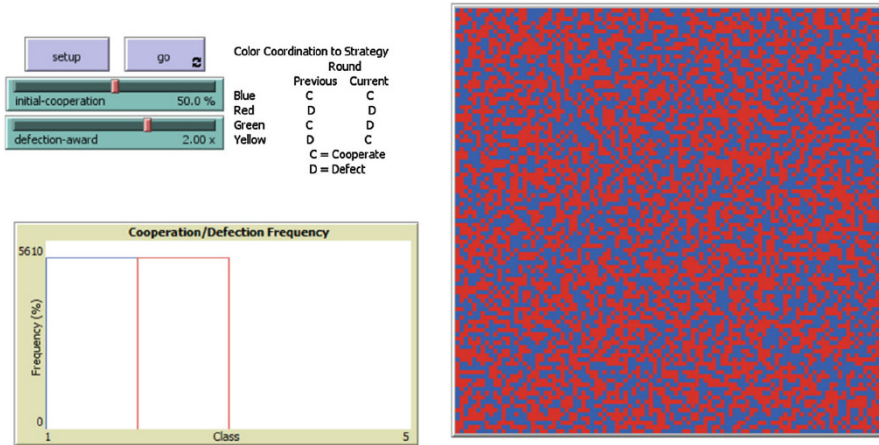 setup
go
initial-cooperation 50.0 %
defection-award 2.00 x
Color Coordination to Strategy
Round
Previous Current
Blue C C
Red D D
Green C D
Yellow D C
C = Cooperate
D = Defect
Cooperation/Defection Frequency
5610
Frequency (%)
0
1 Class 5